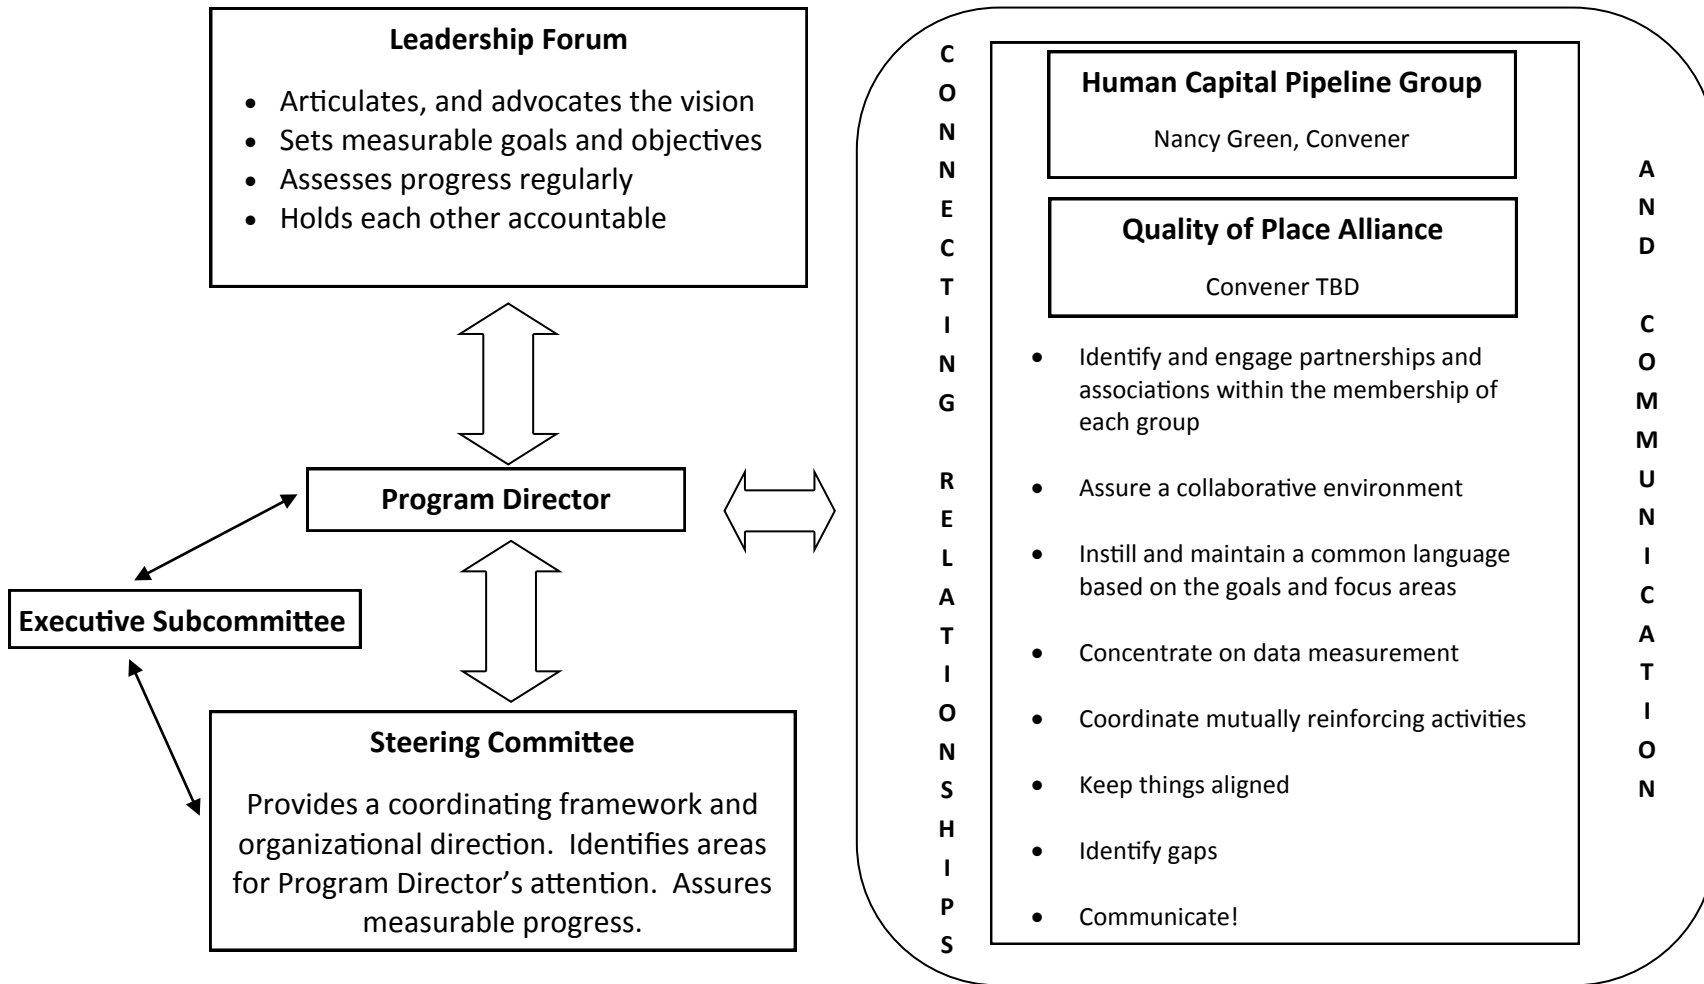 Leadership Forum
• Articulates, and advocates the vision
• Sets measurable goals and objectives
• Assesses progress regularly
• Holds each other accountable
Program Director
Executive Subcommittee
Steering Committee
Provides a coordinating framework and
organizational direction.  Identifies areas
for Program Director’s attention.  Assures
measurable progress.
CONNECTING RELATIONSHIPS
Human Capital Pipeline Group
Nancy Green, Convener
Quality of Place Alliance
Convener TBD
• Identify and engage partnerships and
associations within the membership of
each group
• Assure a collaborative environment
• Instill and maintain a common language
based on the goals and focus areas
• Concentrate on data measurement
• Coordinate mutually reinforcing activities
• Keep things aligned
• Identify gaps
• Communicate!
AND COMMUNICATION